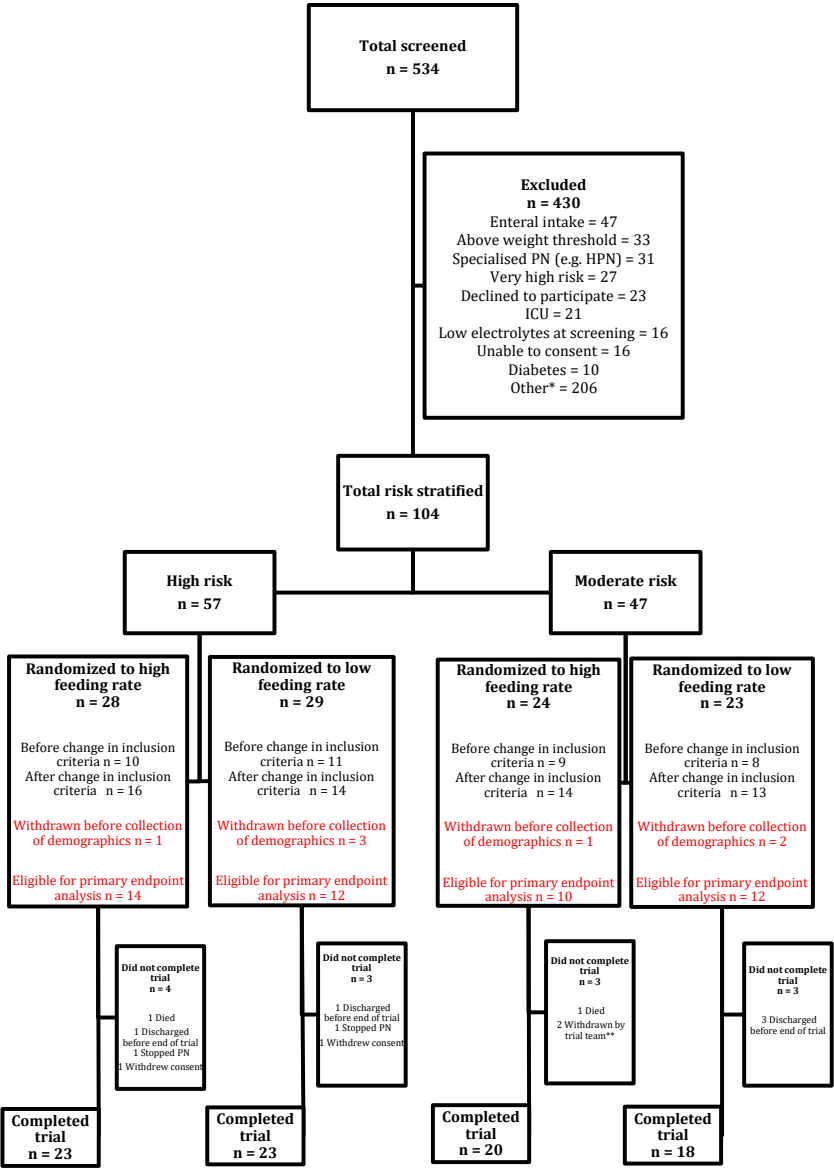 Total screened
n = 534
Excluded
n = 430
Enteral intake = 47
Above weight threshold = 33
Specialised PN (e.g. HPN) = 31
Very high risk = 27
Declined to participate = 23
ICU = 21
Low electrolytes at screening = 16
Unable to consent = 16
Diabetes = 10
Other* = 206
Total risk stratified
n = 104
High risk
n = 57
Moderate risk
n = 47
Randomized to high
feeding rate
n = 28
Before change in inclusion
criteria n = 10
After change in inclusion
criteria n = 16
Withdrawn before collection
of demographics n = 1
Eligible for primary endpoint
analysis n = 14
Randomized to low
feeding rate
n = 29
Before change in inclusion
criteria n = 11
After change in inclusion
criteria n = 14
Withdrawn before collection
of demographics n = 3
Eligible for primary endpoint
analysis n = 12
Randomized to high
feeding rate
n = 24
Before change in inclusion
criteria n = 9
After change in inclusion
criteria n = 14
Withdrawn before collection
of demographics n = 1
Eligible for primary endpoint
analysis n = 10
Randomized to low
feeding rate
n = 23
Before change in inclusion
criteria n = 8
After change in inclusion
criteria n = 13
Withdrawn before collection
of demographics n = 2
Eligible for primary endpoint
analysis n = 12
Did not complete
trial
n = 4
1 Died
1 Discharged
before end of trial
1 Stopped PN
1 Withdrew consent
Did not complete
trial
n = 3
1 Discharged
before end of trial
1 Stopped PN
1 Withdrew consent
Did not complete
trial
n = 3
1 Died
2 Withdrawn by
trial team**
Did not complete
trial
n = 3
3 Discharged
before end of trial
Completed
trial
n = 23
Completed
trial
n = 23
Completed
trial
n = 20
Completed
trial
n = 18